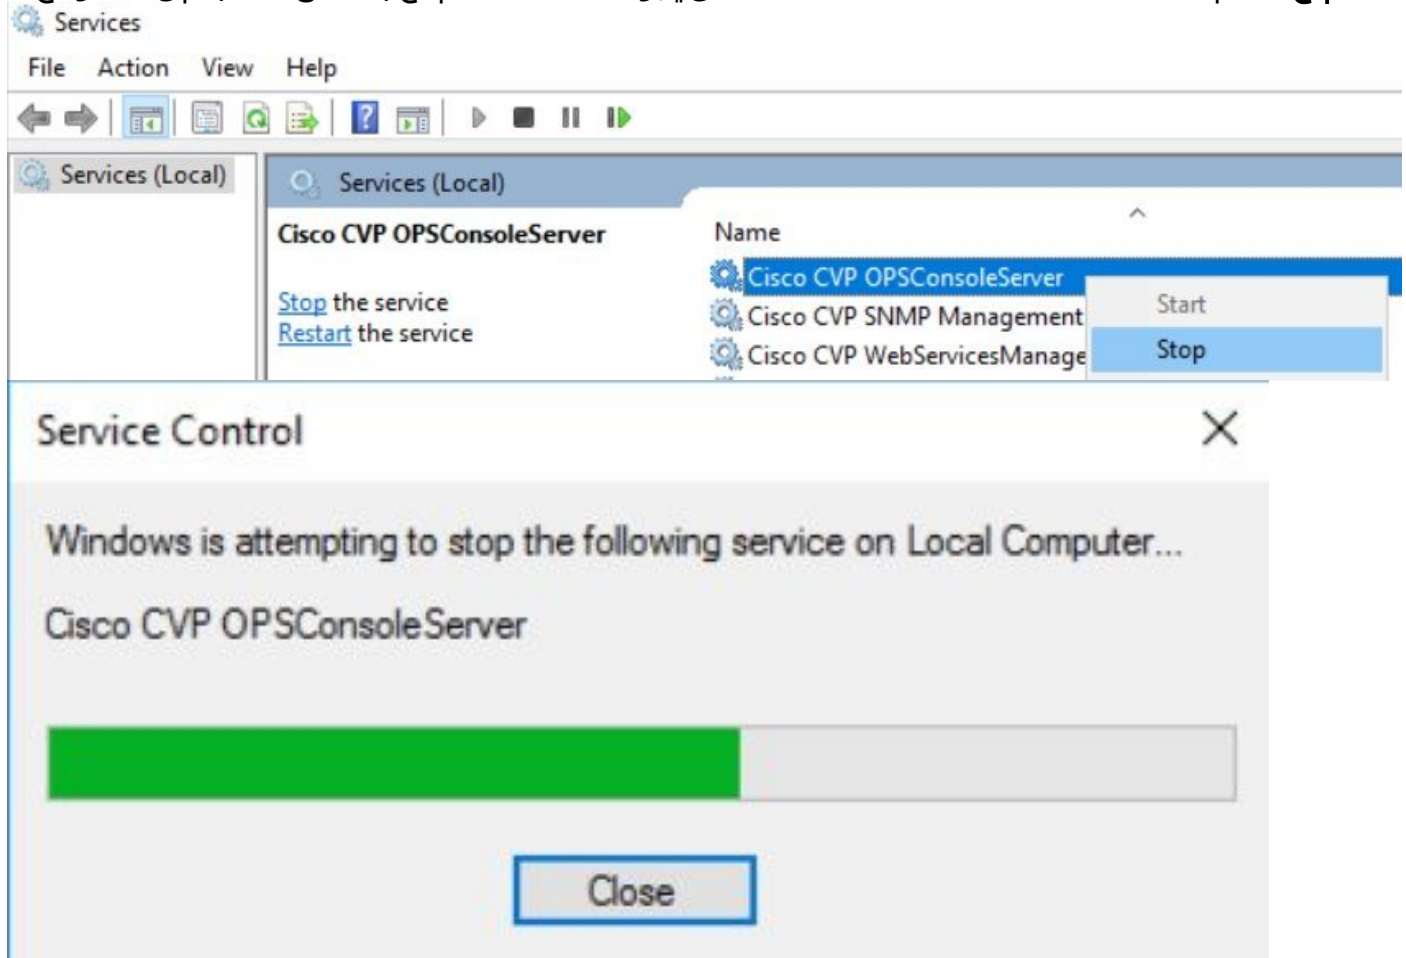 Services
File Action View Help
Services (Local)
Services (Local)
Cisco CVP OPSConsoleServer
Stop the service
Restart the service
Name
Cisco CVP OPSConsoleServer
Cisco CVP SNMP Management
Cisco CVP WebServicesManage
Start
Stop
Service Control
Windows is attempting to stop the following service on Local Computer...
Cisco CVP OPSConsoleServer
Close